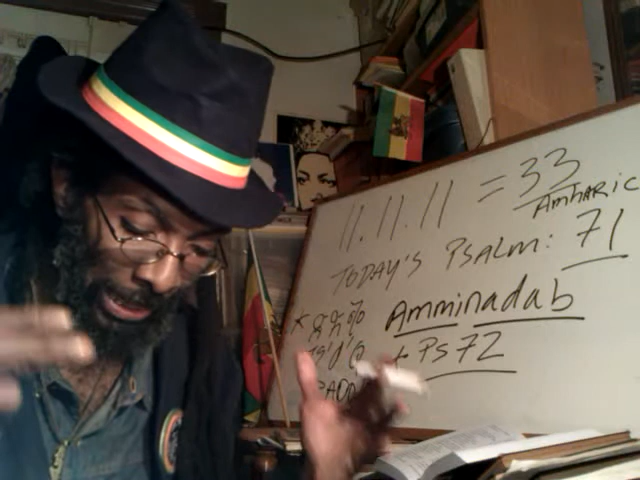 11.11.11 = 33
AMHARIC
TODAY'S PSALM: 71
Amminadab
+ PS 72